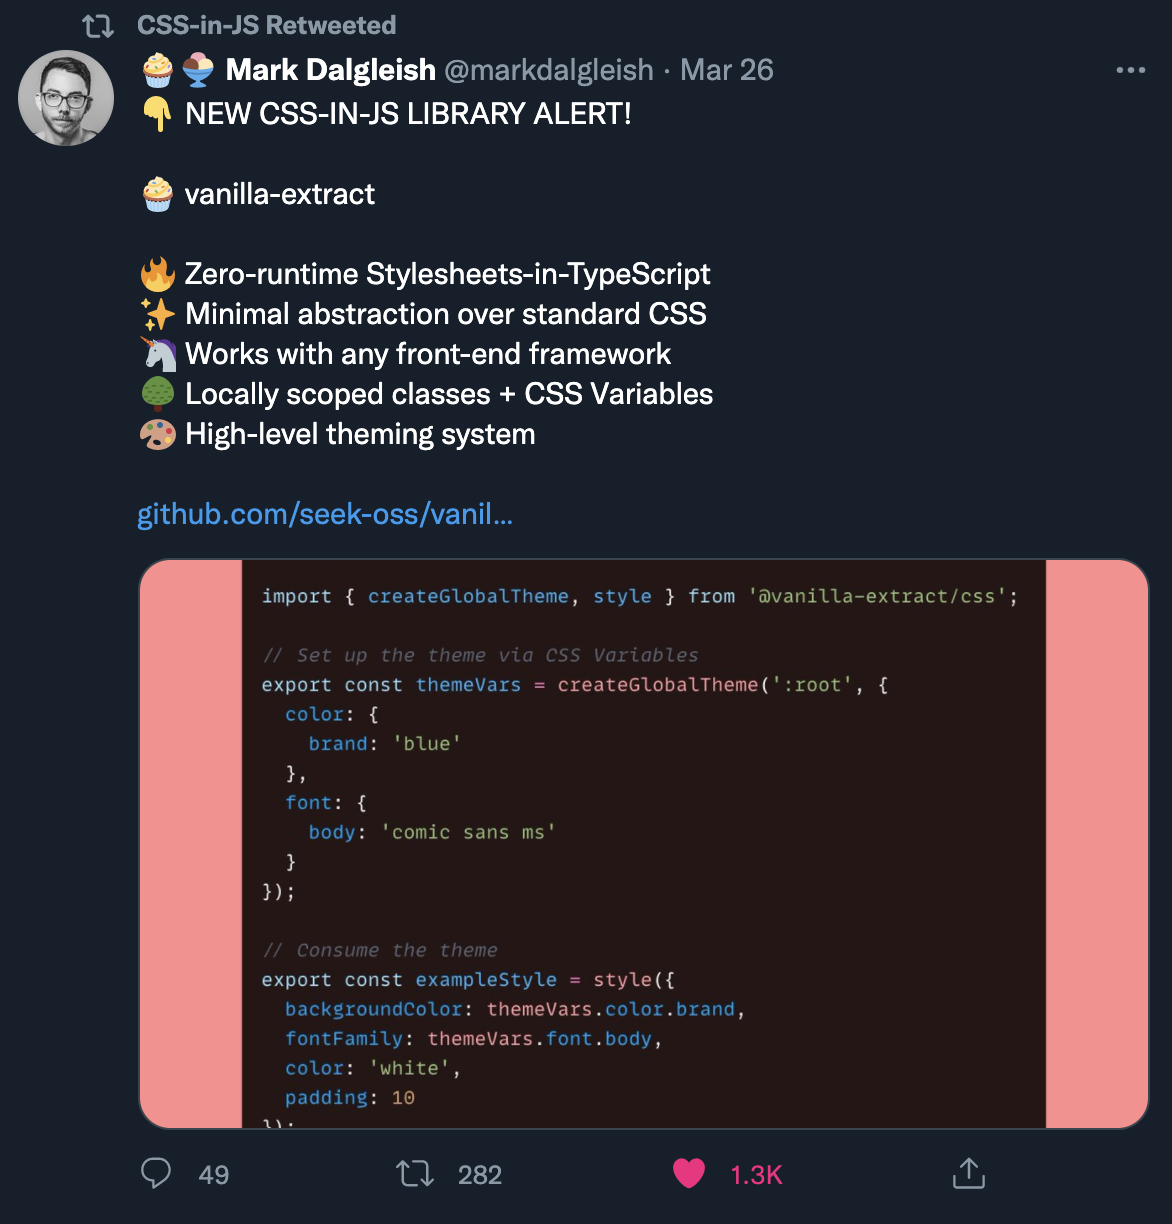 CSS-in-JS Retweeted
🧁🍨 Mark Dalgleish @markdalgleish · Mar 26
👇 NEW CSS-IN-JS LIBRARY ALERT!
🧁 vanilla-extract
🔥 Zero-runtime Stylesheets-in-TypeScript
✨ Minimal abstraction over standard CSS
🦄 Works with any front-end framework
🌳 Locally scoped classes + CSS Variables
🎨 High-level theming system
github.com/seek-oss/vanil...
import { createGlobalTheme, style } from '@vanilla-extract/css';
// Set up the theme via CSS Variables
export const themeVars = createGlobalTheme(':root', {
  color: {
    brand: 'blue'
  },
  font: {
    body: 'comic sans ms'
  }
});
// Consume the theme
export const exampleStyle = style({
  backgroundColor: themeVars.color.brand,
  fontFamily: themeVars.font.body,
  color: 'white',
  padding: 10
});
49 282 1.3K